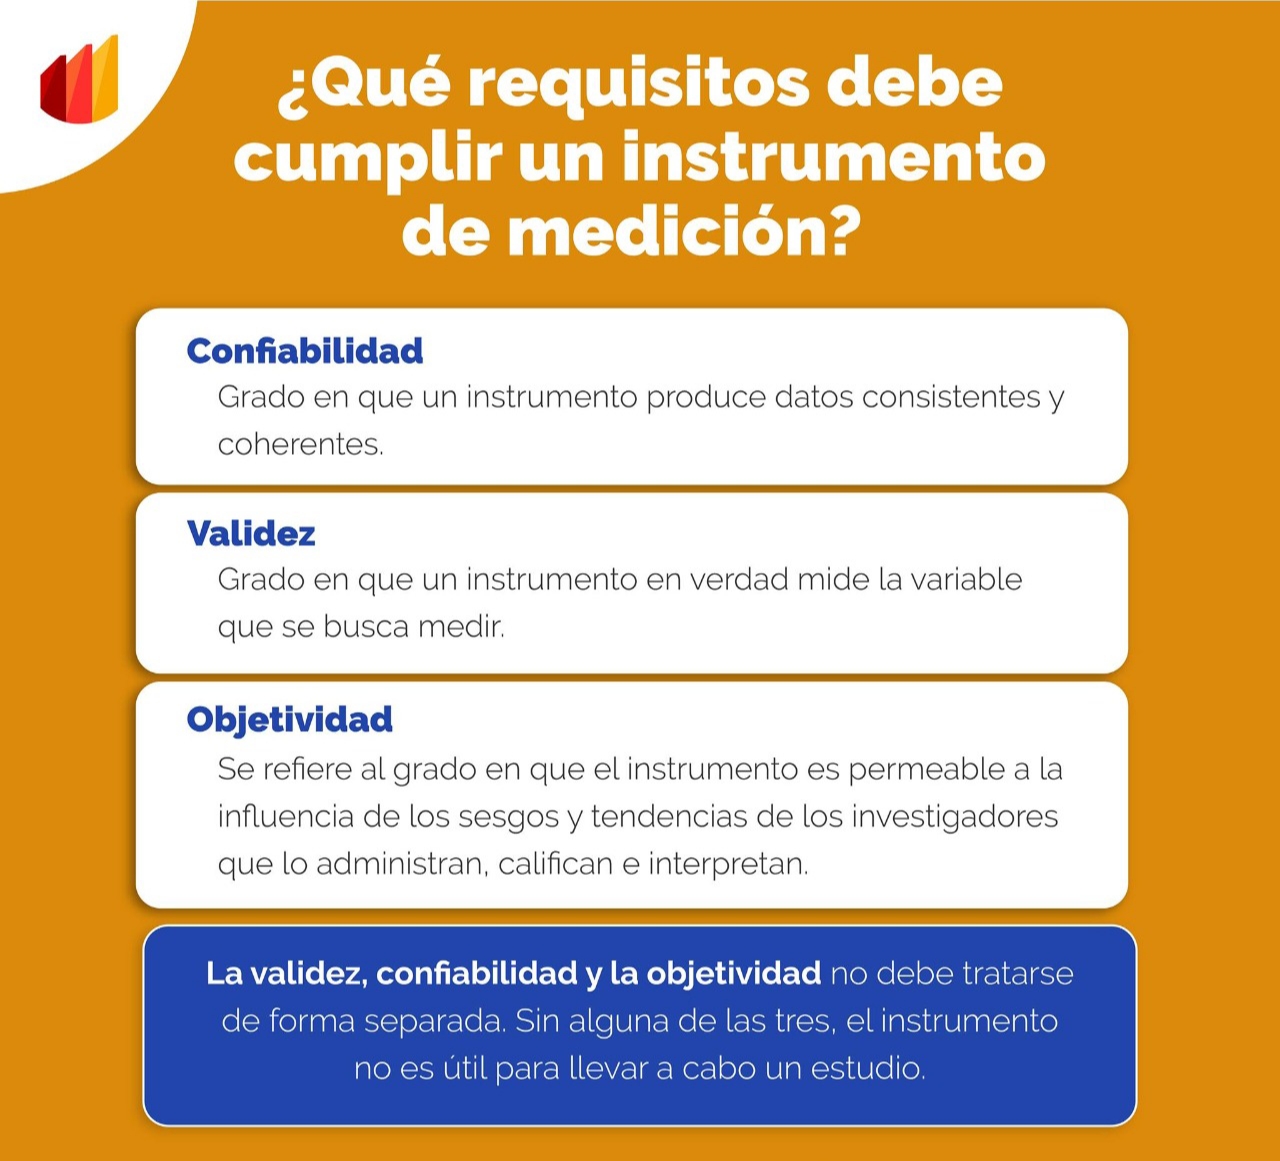 ¿Qué requisitos debe
cumplir un instrumento
de medición?
Confiabilidad
Grado en que un instrumento produce datos consistentes y
coherentes.
Validez
Grado en que un instrumento en verdad mide la variable
que se busca medir.
Objetividad
Se refiere al grado en que el instrumento es permeable a la
influencia de los sesgos y tendencias de los investigadores
que lo administran, califican e interpretan.
La validez, confiabilidad y la objetividad no debe tratarse
de forma separada. Sin alguna de las tres, el instrumento
no es útil para llevar a cabo un estudio.